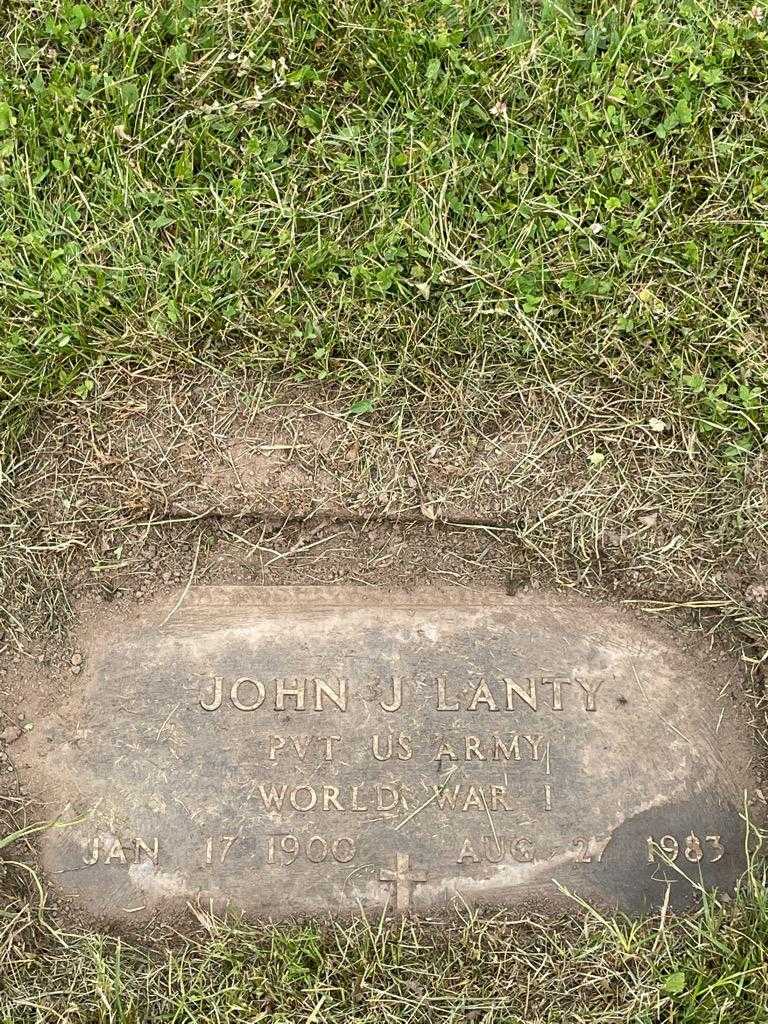 JOHN J LANTY
PVT US ARMY
WORLD WAR I
JAN 17 1900 AUG 27 1983